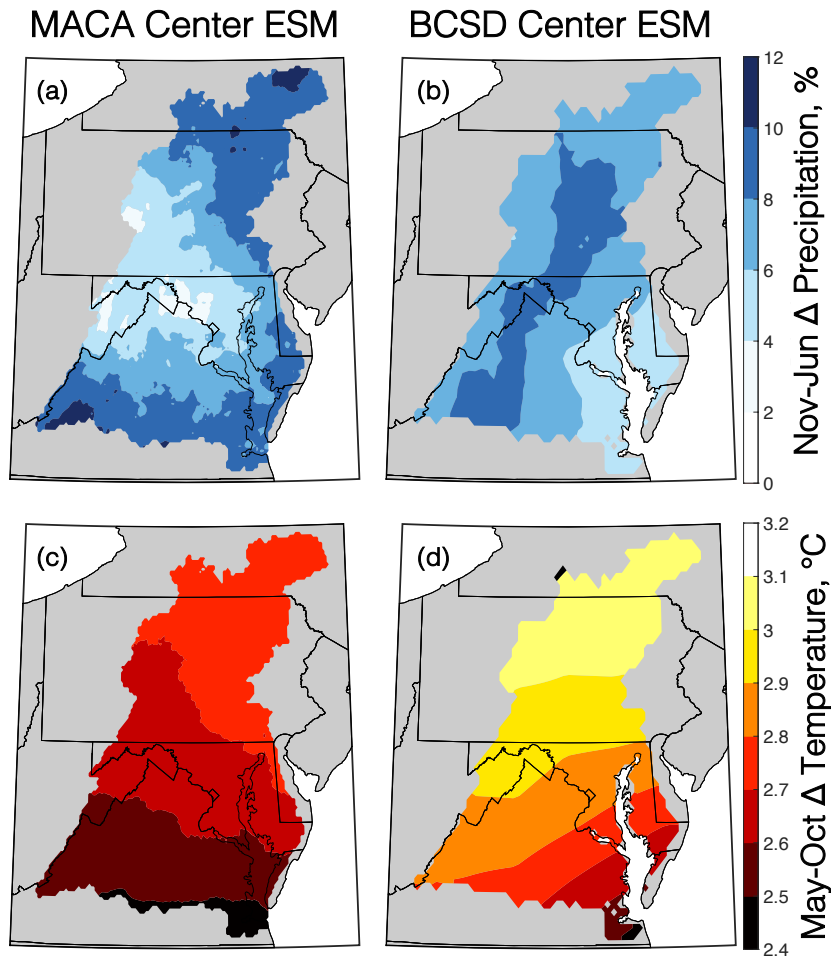 MACA Center ESM
BCSD Center ESM
(a)
(b)
12
10
8
6
4
2
0
Nov-Jun Δ Precipitation, %
(c)
(d)
3.2
3.1
3
2.9
2.8
2.7
2.6
2.5
2.4
May-Oct Δ Temperature, °C